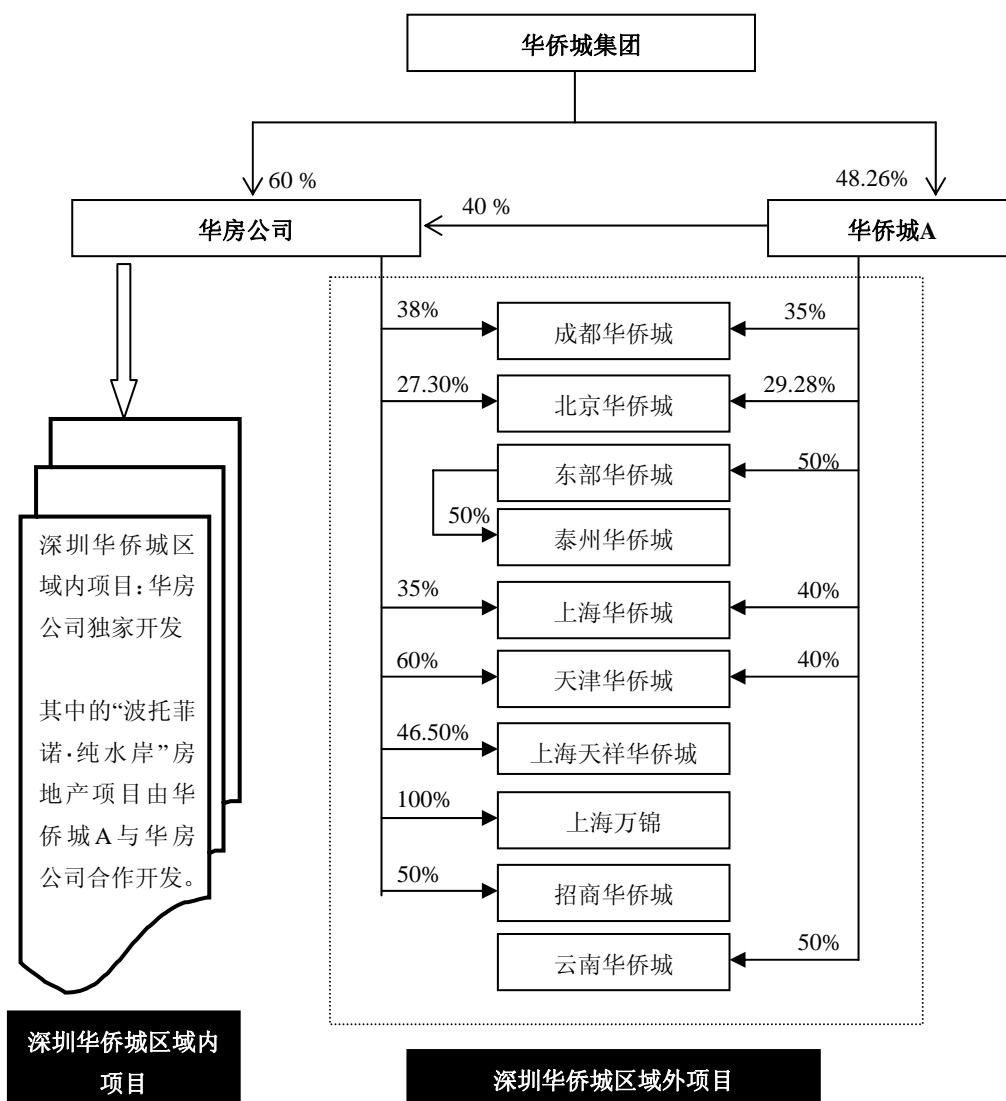 华侨城集团
60 %
48.26%
40 %
华房公司
华侨城A
38%
成都华侨城
35%
27.30%
北京华侨城
29.28%
东部华侨城
50%
50%
泰州华侨城
35%
上海华侨城
40%
60%
天津华侨城
40%
46.50%
上海天祥华侨城
100%
上海万锦
50%
招商华侨城
云南华侨城
50%
深圳华侨城区
域内项目：华房
公司独家开发
其中的“波托菲
诺·纯水岸”房
地产项目由华
侨城A与华房
公司合作开发。
深圳华侨城区域内
项目
深圳华侨城区域外项目